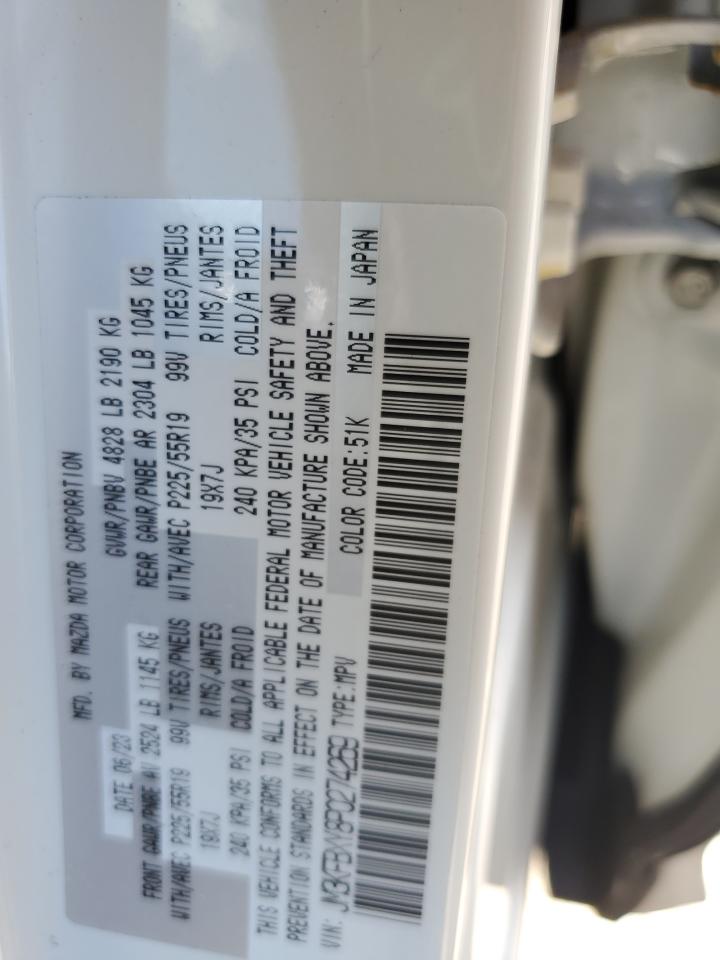 MFD. BY MAZDA MOTOR CORPORATION
DATE 06/23 GVWR/PNBV 4828 LB 2190 KG
FRONT GAWR/PNBE AV 2524 LB 1145 KG REAR GAWR/PNBE AR 2304 LB 1045 KG
WITH/AVEC P225/55R19 99V TIRES/PNEUS WITH/AVEC P225/55R19 99V TIRES/PNEUS
19X7J RIMS/JANTES 19X7J RIMS/JANTES
240 KPA/35 PSI COLD/A FROID 240 KPA/35 PSI COLD/A FROID
THIS VEHICLE CONFORMS TO ALL APPLICABLE FEDERAL MOTOR VEHICLE SAFETY AND THEFT
PREVENTION STANDARDS IN EFFECT ON THE DATE OF MANUFACTURE SHOWN ABOVE.
VIN: JM3KFBXY8P0274259 TYPE:MPV COLOR CODE:51K MADE IN JAPAN